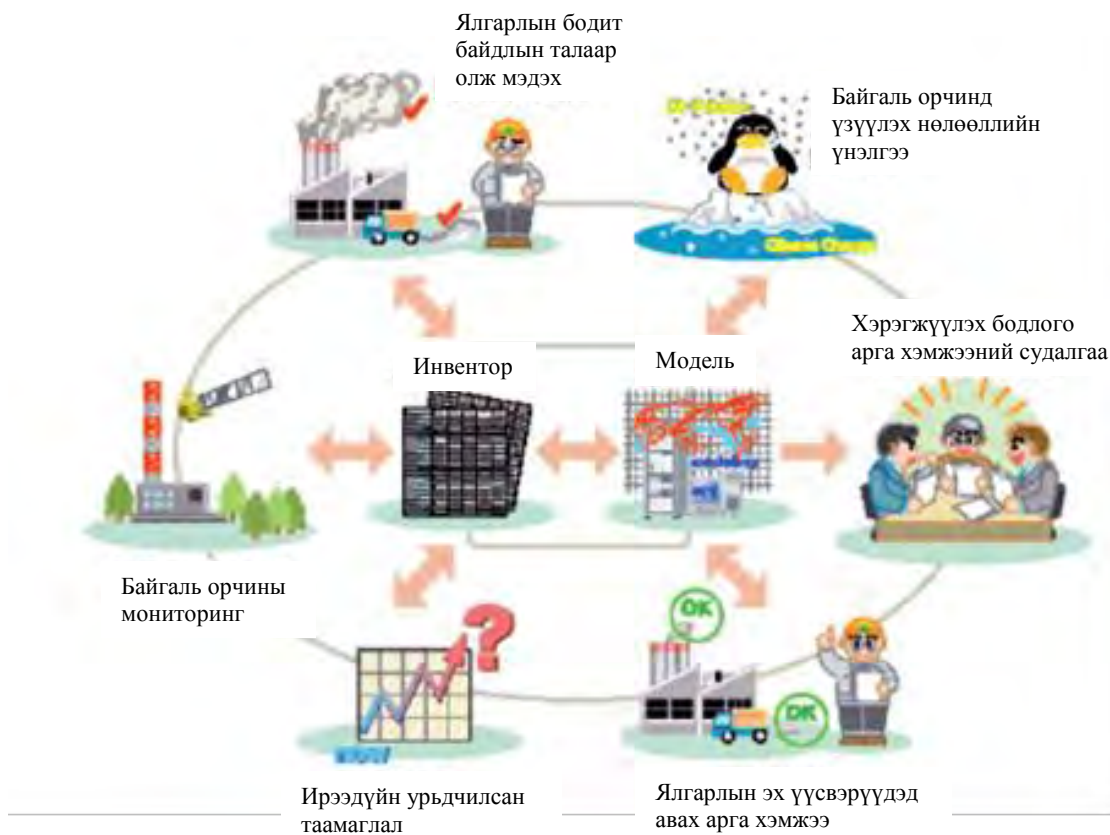 Ялгарлын бодит
байдлын талаар
олж мэдэх
Байгаль орчинд
үзүүлэх нөлөөллийн
үнэлгээ
Хэрэгжүүлэх бодлого
арга хэмжээний судалгаа
Инвентор
Модель
Байгаль орчины
мониторинг
OK
OK
?
Ирээдүйн урьдчилсан
таамаглал
Ялгарлын эх үүсвэрүүдэд
авах арга хэмжээ